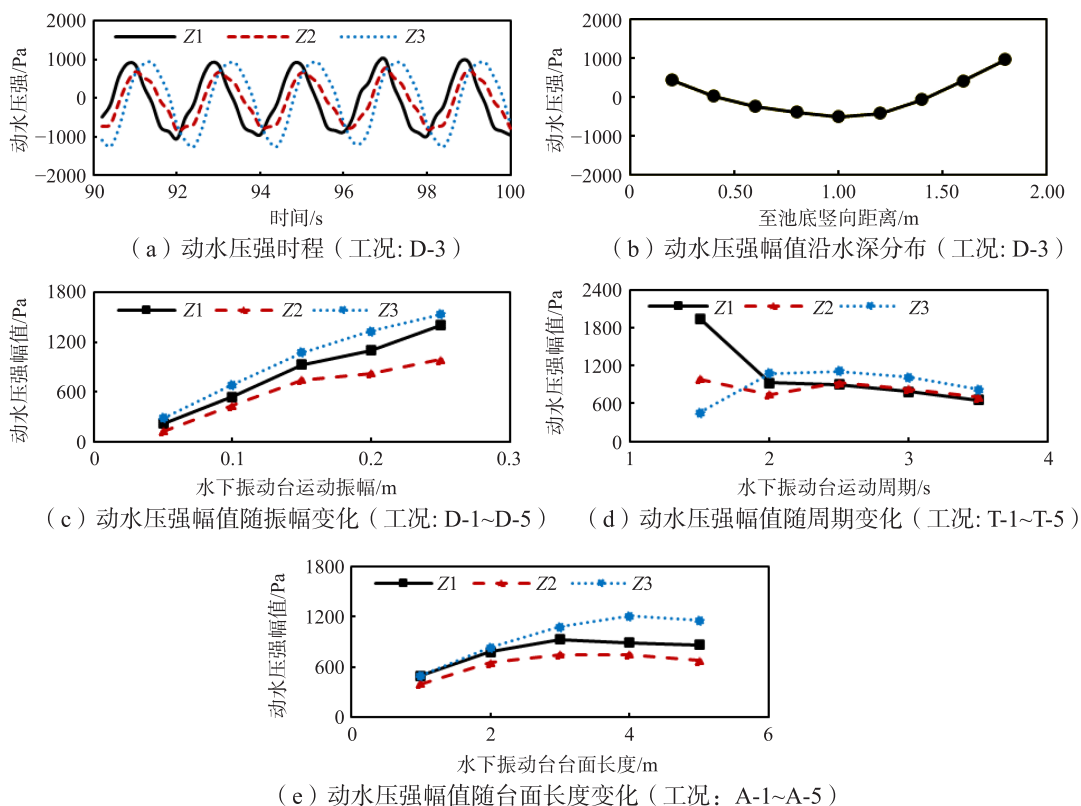 2000
1000
0
−1000
−2000
动水压强/Pa
Z1 Z2 Z3
90 92 94 96 98 100
时间/s
（a）动水压强时程（工况: D-3）
2000
1000
0
−1000
−2000
动水压强/Pa
0 0.50 1.00 1.50 2.00
至池底竖向距离/m
（b）动水压强幅值沿水深分布（工况: D-3）
1800
1200
600
0
动水压强幅值/Pa
Z1 Z2 Z3
0 0.1 0.2 0.3
水下振动台运动振幅/m
（c）动水压强幅值随振幅变化（工况: D-1~D-5）
2400
1800
1200
600
0
动水压强幅值/Pa
Z1 Z2 Z3
1 2 3 4
水下振动台运动周期/s
（d）动水压强幅值随周期变化（工况: T-1~T-5）
1800
1200
600
0
动水压强幅值/Pa
Z1 Z2 Z3
0 2 4 6
水下振动台台面长度/m
（e）动水压强幅值随台面长度变化（工况：A-1~A-5）